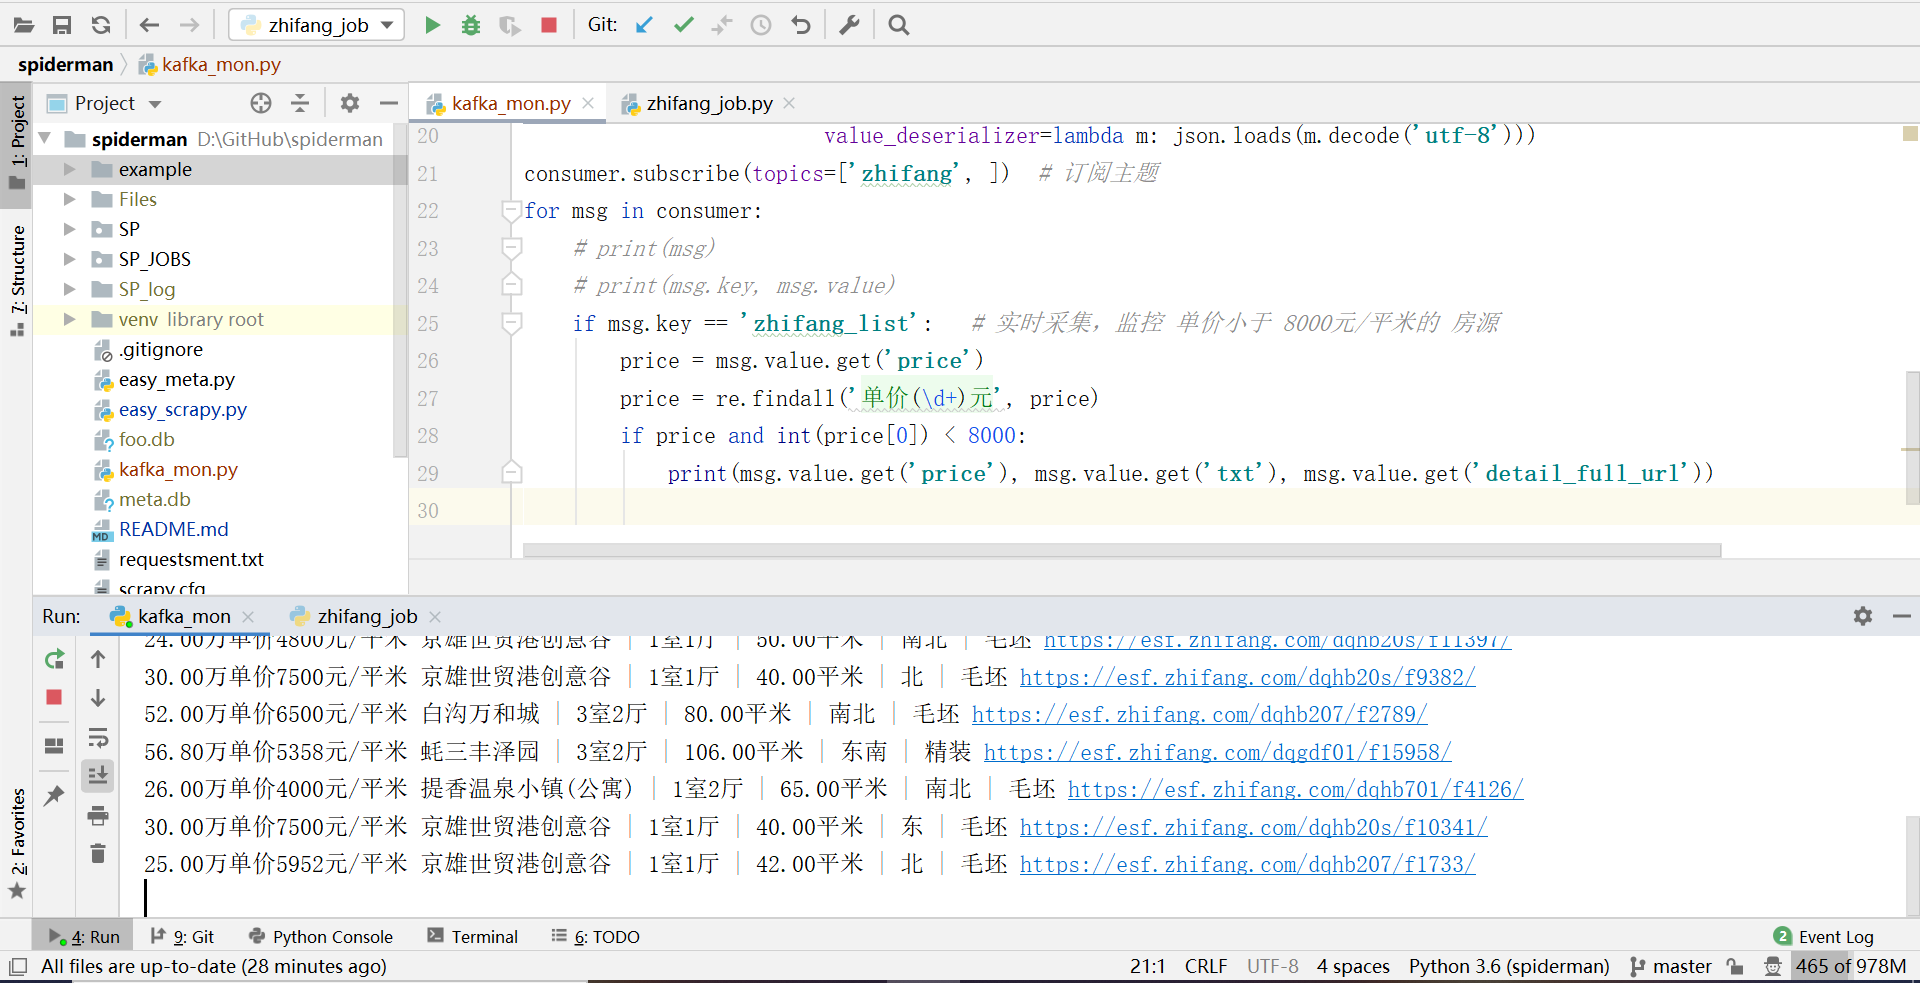 zhifang_job
Git:
spiderman kafka_mon.py
1: Project
7: Structure
2: Favorites
Project
spiderman D:\GitHub\spiderman
example
Files
SP
SP_JOBS
SP_log
venv library root
.gitignore
easy_meta.py
easy_scrapy.py
foo.db
kafka_mon.py
meta.db
README.md
requestsment.txt
scrapy.cfg
kafka_mon.py zhifang_job.py
20 value_deserializer=lambda m: json.loads(m.decode('utf-8')))
21 consumer.subscribe(topics=['zhifang', ]) # 订阅主题
22 for msg in consumer:
23 # print(msg)
24 # print(msg.key, msg.value)
25 if msg.key == 'zhifang_list': # 实时采集，监控 单价小于 8000元/平米的 房源
26 price = msg.value.get('price')
27 price = re.findall('单价(\d+)元', price)
28 if price and int(price[0]) < 8000:
29 print(msg.value.get('price'), msg.value.get('txt'), msg.value.get('detail_full_url'))
30
Run: kafka_mon zhifang_job
24.00万单价4800元/平米 京雄世贸港创意谷 | 1室1厅 | 50.00平米 | 南北 | 毛坯 https://esf.zhifang.com/dqhb20s/f11397/
30.00万单价7500元/平米 京雄世贸港创意谷 | 1室1厅 | 40.00平米 | 北 | 毛坯 https://esf.zhifang.com/dqhb20s/f9382/
52.00万单价6500元/平米 白沟万和城 | 3室2厅 | 80.00平米 | 南北 | 毛坯 https://esf.zhifang.com/dqhb207/f2789/
56.80万单价5358元/平米 蚝三丰泽园 | 3室2厅 | 106.00平米 | 东南 | 精装 https://esf.zhifang.com/dqgdf01/f15958/
26.00万单价4000元/平米 提香温泉小镇(公寓) | 1室2厅 | 65.00平米 | 南北 | 毛坯 https://esf.zhifang.com/dqhb701/f4126/
30.00万单价7500元/平米 京雄世贸港创意谷 | 1室1厅 | 40.00平米 | 东 | 毛坯 https://esf.zhifang.com/dqhb20s/f10341/
25.00万单价5952元/平米 京雄世贸港创意谷 | 1室1厅 | 42.00平米 | 北 | 毛坯 https://esf.zhifang.com/dqhb207/f1733/
4: Run 9: Git Python Console Terminal 6: TODO 2 Event Log
All files are up-to-date (28 minutes ago) 21:1 CRLF UTF-8 4 spaces Python 3.6 (spiderman) master 465 of 978M